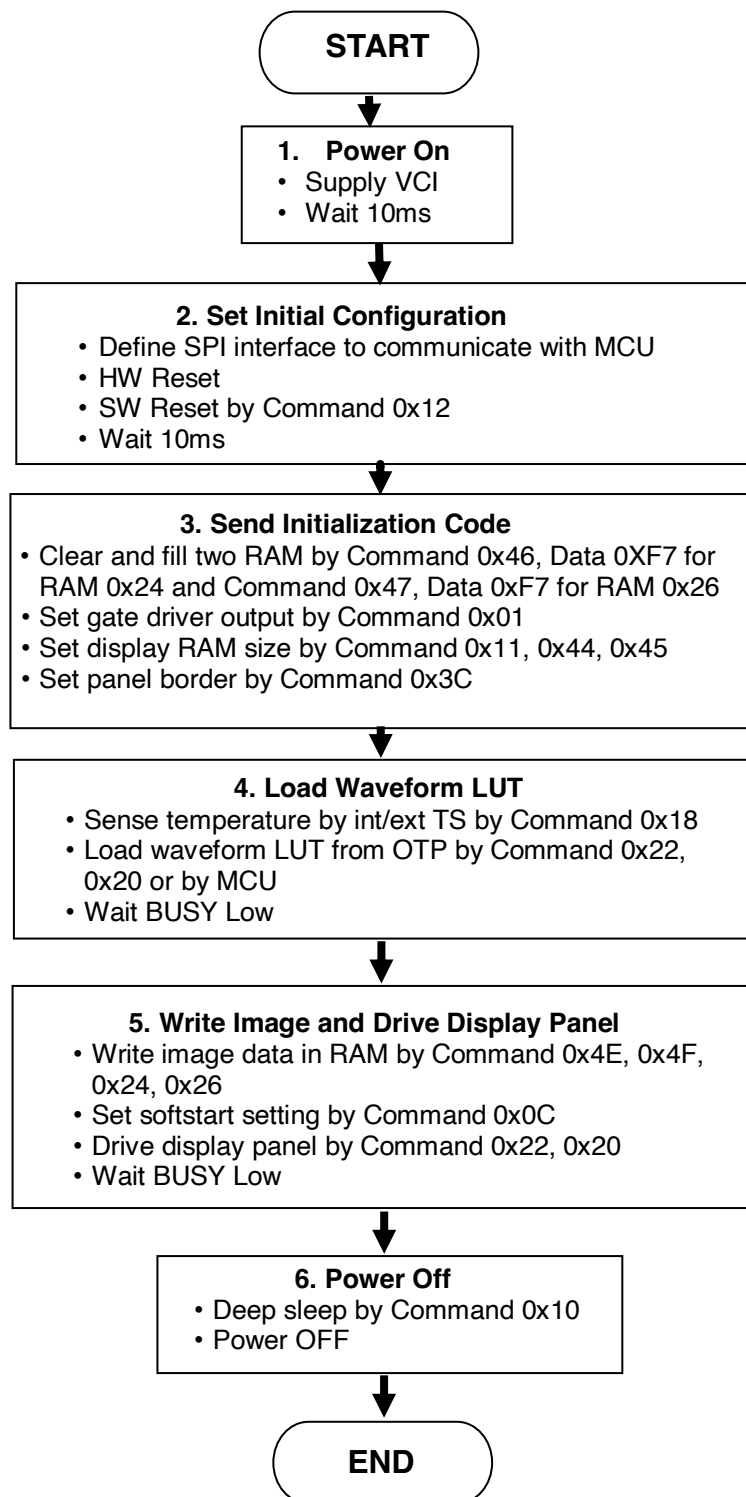 START
1. Power On
• Supply VCI
• Wait 10ms
2. Set Initial Configuration
• Define SPI interface to communicate with MCU
• HW Reset
• SW Reset by Command 0x12
• Wait 10ms
3. Send Initialization Code
• Clear and fill two RAM by Command 0x46, Data 0XF7 for
RAM 0x24 and Command 0x47, Data 0xF7 for RAM 0x26
• Set gate driver output by Command 0x01
• Set display RAM size by Command 0x11, 0x44, 0x45
• Set panel border by Command 0x3C
4. Load Waveform LUT
• Sense temperature by int/ext TS by Command 0x18
• Load waveform LUT from OTP by Command 0x22,
0x20 or by MCU
• Wait BUSY Low
5. Write Image and Drive Display Panel
• Write image data in RAM by Command 0x4E, 0x4F,
0x24, 0x26
• Set softstart setting by Command 0x0C
• Drive display panel by Command 0x22, 0x20
• Wait BUSY Low
6. Power Off
• Deep sleep by Command 0x10
• Power OFF
END